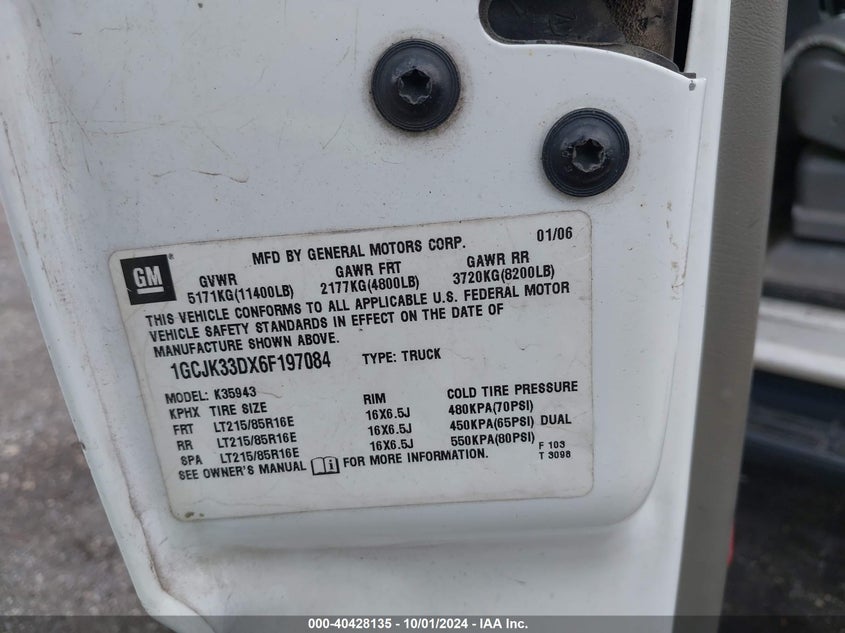 MFD BY GENERAL MOTORS CORP. 01/06
GM
GVWR GAWR FRT GAWR RR
5171KG(11400LB) 2177KG(4800LB) 3720KG(8200LB)
THIS VEHICLE CONFORMS TO ALL APPLICABLE U.S. FEDERAL MOTOR
VEHICLE SAFETY STANDARDS IN EFFECT ON THE DATE OF
MANUFACTURE SHOWN ABOVE.
1GCJK33DX6F197084 TYPE: TRUCK
MODEL: K35943
KPHX TIRE SIZE RIM COLD TIRE PRESSURE
FRT LT215/85R16E 16X6.5J 480KPA(70PSI)
RR LT215/85R16E 16X6.5J 450KPA(65PSI) DUAL
SPA LT215/85R16E 16X6.5J 550KPA(80PSI)
SEE OWNER'S MANUAL i FOR MORE INFORMATION.
F 103
T 3098
000-40428135 - 10/01/2024 - IAA Inc.